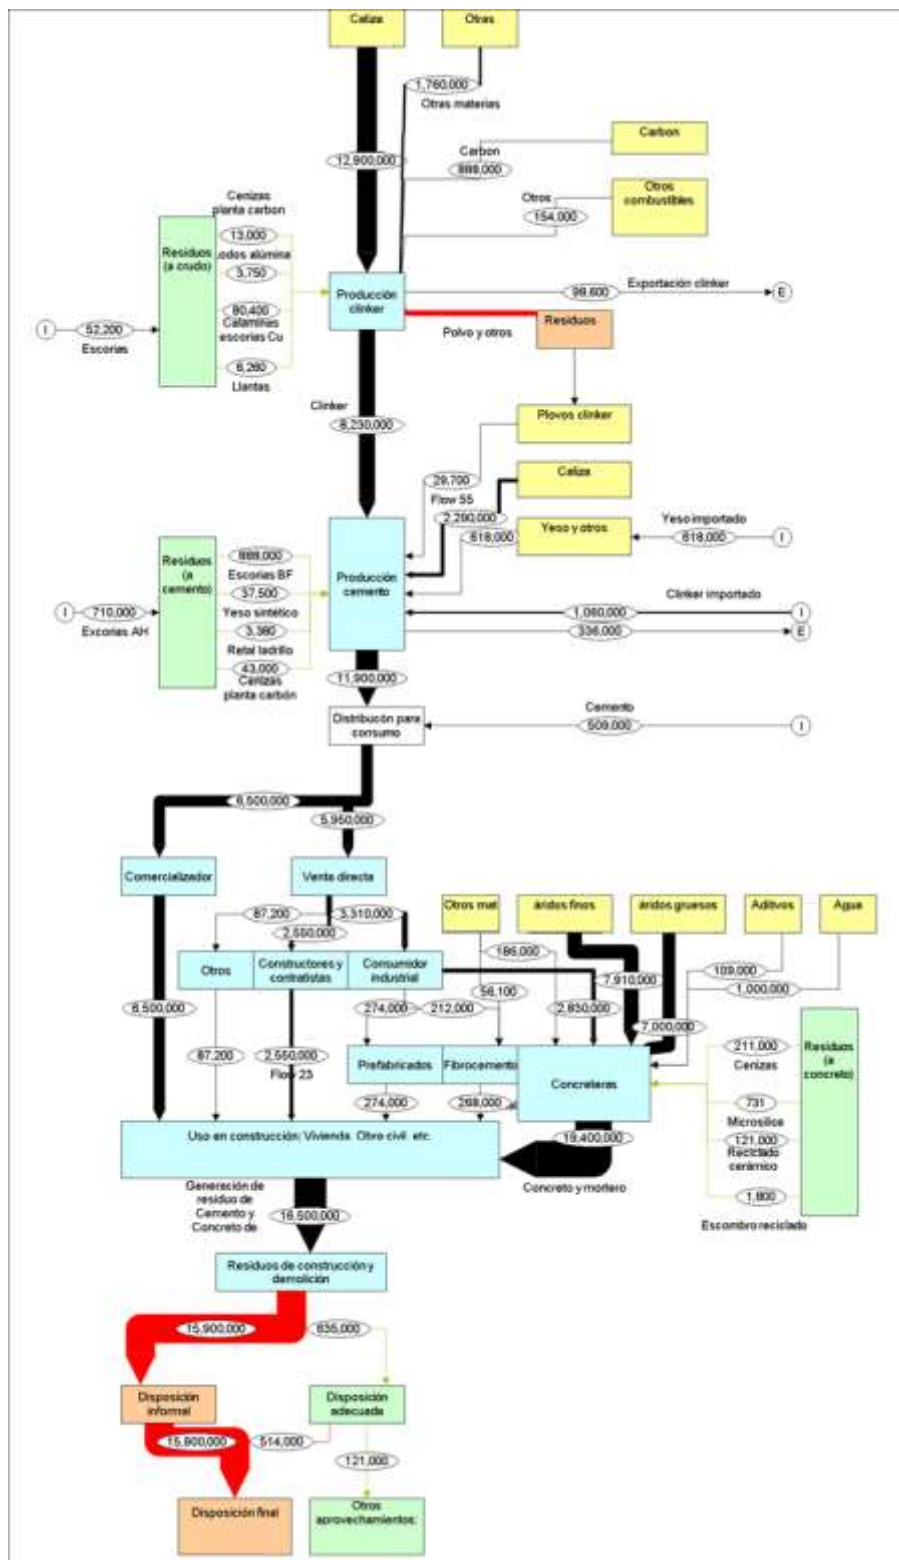 Caliza
Otras
1,760,000
Otras materias
12,900,000
Carbon
Carbon
888,000
Otros
combustibles
Otros
154,000
Cenizas
planta carbon
13,000
Lodos alúmina
3,750
Residuos
(a crudo)
80,400
Calaminas
escorias Cu
6,260
Llantas
I
52,200
Escorias
Producción
clinker
Exportación clinker
E
Residuos
Polvo y otros
Clinker
8,230,000
Plovos clinker
29,700
Flow 55
Caliza
2,280,000
Yeso y otros
618,000
Yeso importado
618,000
I
Residuos
(a
cemento)
888,000
Escorias BF
37,500
Yeso sintético
3,380
Retal ladrillo
43,000
Cenizas
planta carbón
I
710,000
Excorias AH
Producción
cemento
Clinker importado
1,060,000
I
336,000
E
11,900,000
Distribucón para
consumo
Cemento
509,000
I
6,500,000
5,950,000
Comercializador
Venta directa
87,200
2,550,000
3,310,000
Otros mat
áridos finos
áridos gruesos
Aditivos
Agua
Otros
Constructores y
contratistas
Consumidor
industrial
186,000
7,910,000
109,000
1,000,000
56,100
274,000
212,000
2,830,000
7,000,000
6,500,000
87,200
2,550,000
Flow 23
Prefabricados
Fibrocemento
Concreteras
211,000
Cenizas
Residuos
(a
concreto)
731
Microsilice
121,000
Reciclado
cerámico
1,800
Escombro reciclado
274,000
268,000
Uso en construcción: Vivienda. Obre civil. etc.
19,400,000
Concreto y mortero
Generación de
residuo de
Cemento y
Concreto de
16,500,000
Residuos de construcción y
demolición
15,900,000
635,000
Disposición
informal
Disposición
adecuada
15,900,000
514,000
121,000
Disposición final
Otros
aprovechamientos: